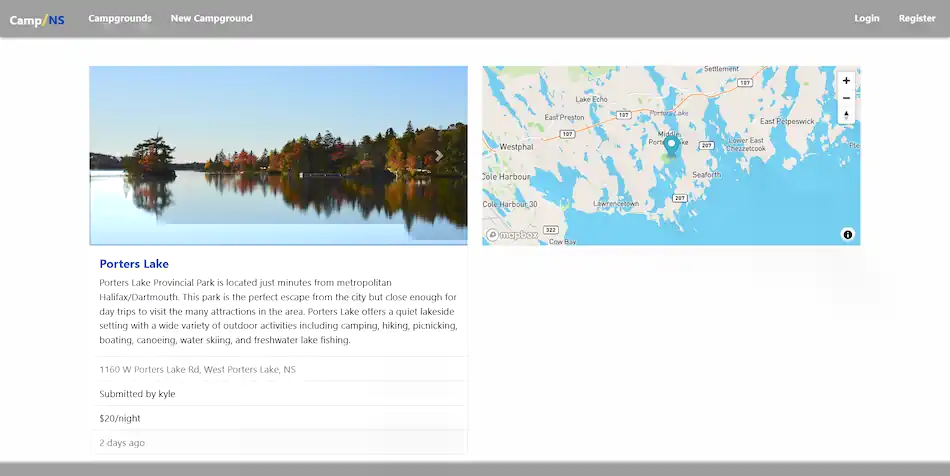 Camp/NS Campgrounds New Campground Login Register
Settlement
107
Lake Echo
Porters Lake
107
East Preston
East Petpeswick
107
Middle
Porters Lake
Westphal
207
Lower East
Chezzetcook
Cole Harbour
Seaforth
207
Cole Harbour 30
Lawrencetown
322
mapbox
Cow Bay
Porters Lake
Porters Lake Provincial Park is located just minutes from metropolitan
Halifax/Dartmouth. This park is the perfect escape from the city but close enough for
day trips to visit the many attractions in the area. Porters Lake offers a quiet lakeside
setting with a wide variety of outdoor activities including camping, hiking, picnicking,
boating, canoeing, water skiing, and freshwater lake fishing.
1160 W Porters Lake Rd, West Porters Lake, NS
Submitted by kyle
$20/night
2 days ago